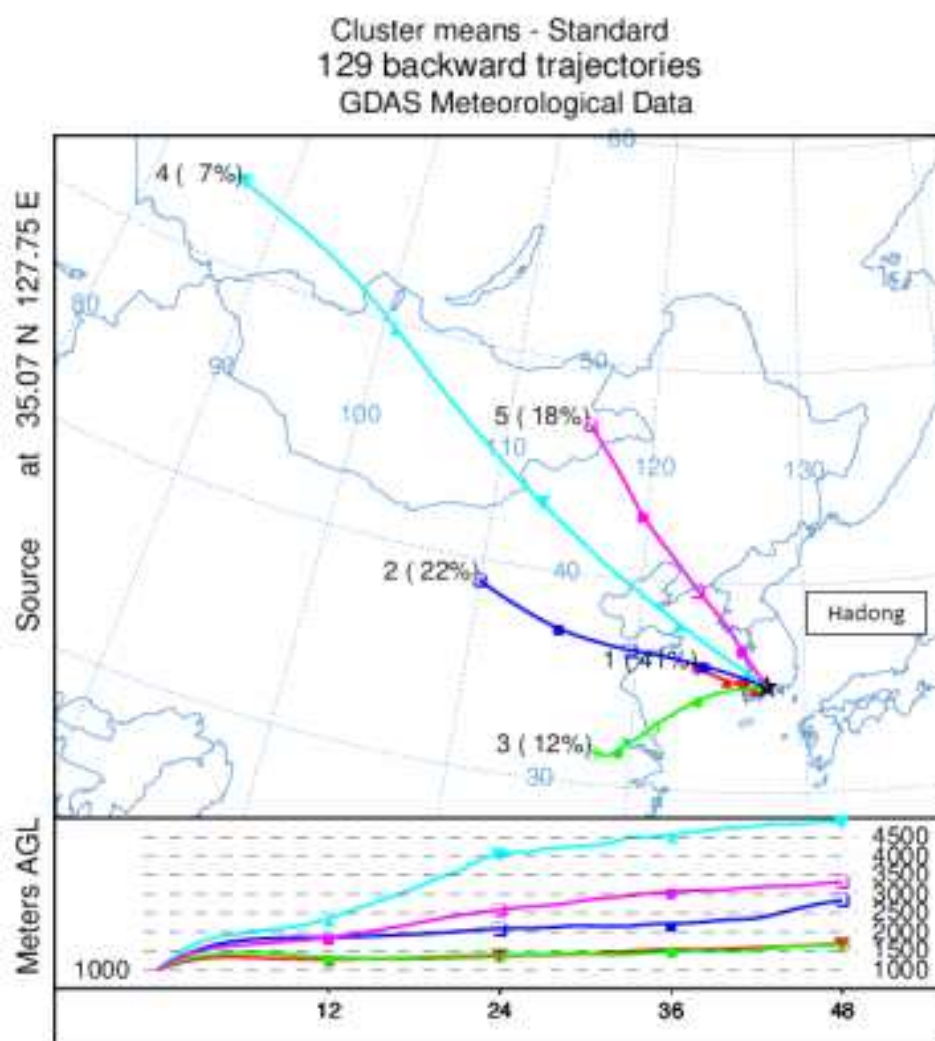 Cluster means - Standard
129 backward trajectories
GDAS Meteorological Data
Source at 35.07 N 127.75 E
60
4 ( 7%)
80
90
50
100
5 ( 18%)
110
120
130
2 ( 22%)
40
Hadong
1 ( 41%)
3 ( 12%)
30
Meters AGL
4500
4000
3500
3000
2500
2000
1500
1000
1000
12
24
36
48